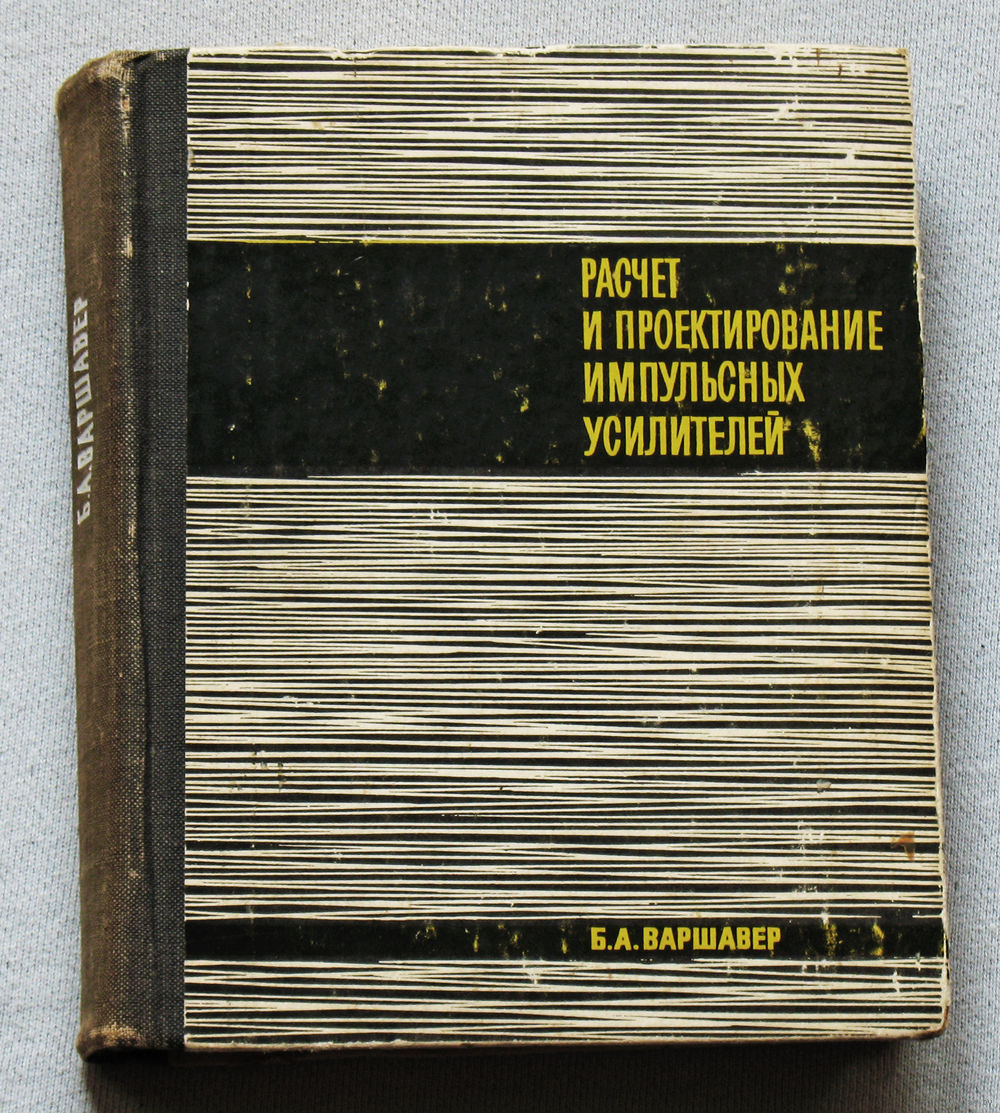 Б.А.ВАРШАВЕР
РАСЧЕТ
И ПРОЕКТИРОВАНИЕ
ИМПУЛЬСНЫХ
УСИЛИТЕЛЕЙ
Б.А.ВАРШАВЕР